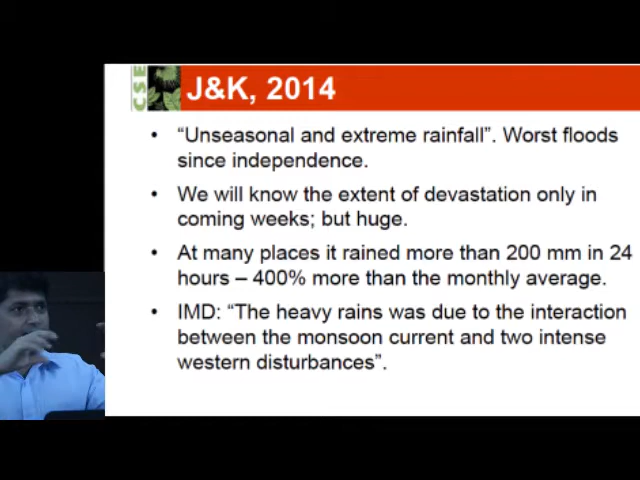 CSE
J&K, 2014
• “Unseasonal and extreme rainfall”. Worst floods
since independence.
• We will know the extent of devastation only in
coming weeks; but huge.
• At many places it rained more than 200 mm in 24
hours – 400% more than the monthly average.
• IMD: “The heavy rains was due to the interaction
between the monsoon current and two intense
western disturbances”.